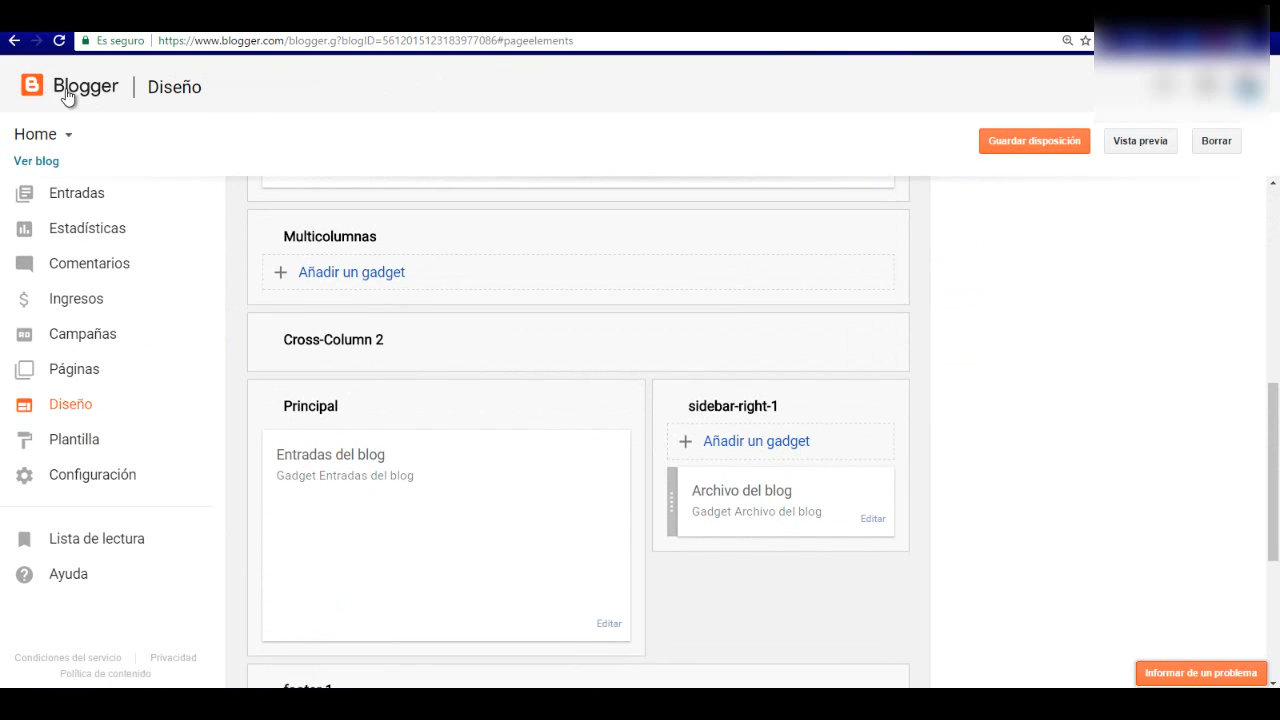 Es seguro https://www.blogger.com/blogger.g?blogID=5612015123183977086#pageelements
Blogger Diseño
Home
Ver blog
Guardar disposición Vista previa Borrar
Entradas
Estadísticas
Comentarios
Ingresos
Campañas
Páginas
Diseño
Plantilla
Configuración
Lista de lectura
Ayuda
Condiciones del servicio Privacidad
Política de contenido
Multicolumnas
Añadir un gadget
Cross-Column 2
Principal
Entradas del blog
Gadget Entradas del blog
Editar
sidebar-right-1
Añadir un gadget
Archivo del blog
Gadget Archivo del blog
Editar
footer-1
Informar de un problema